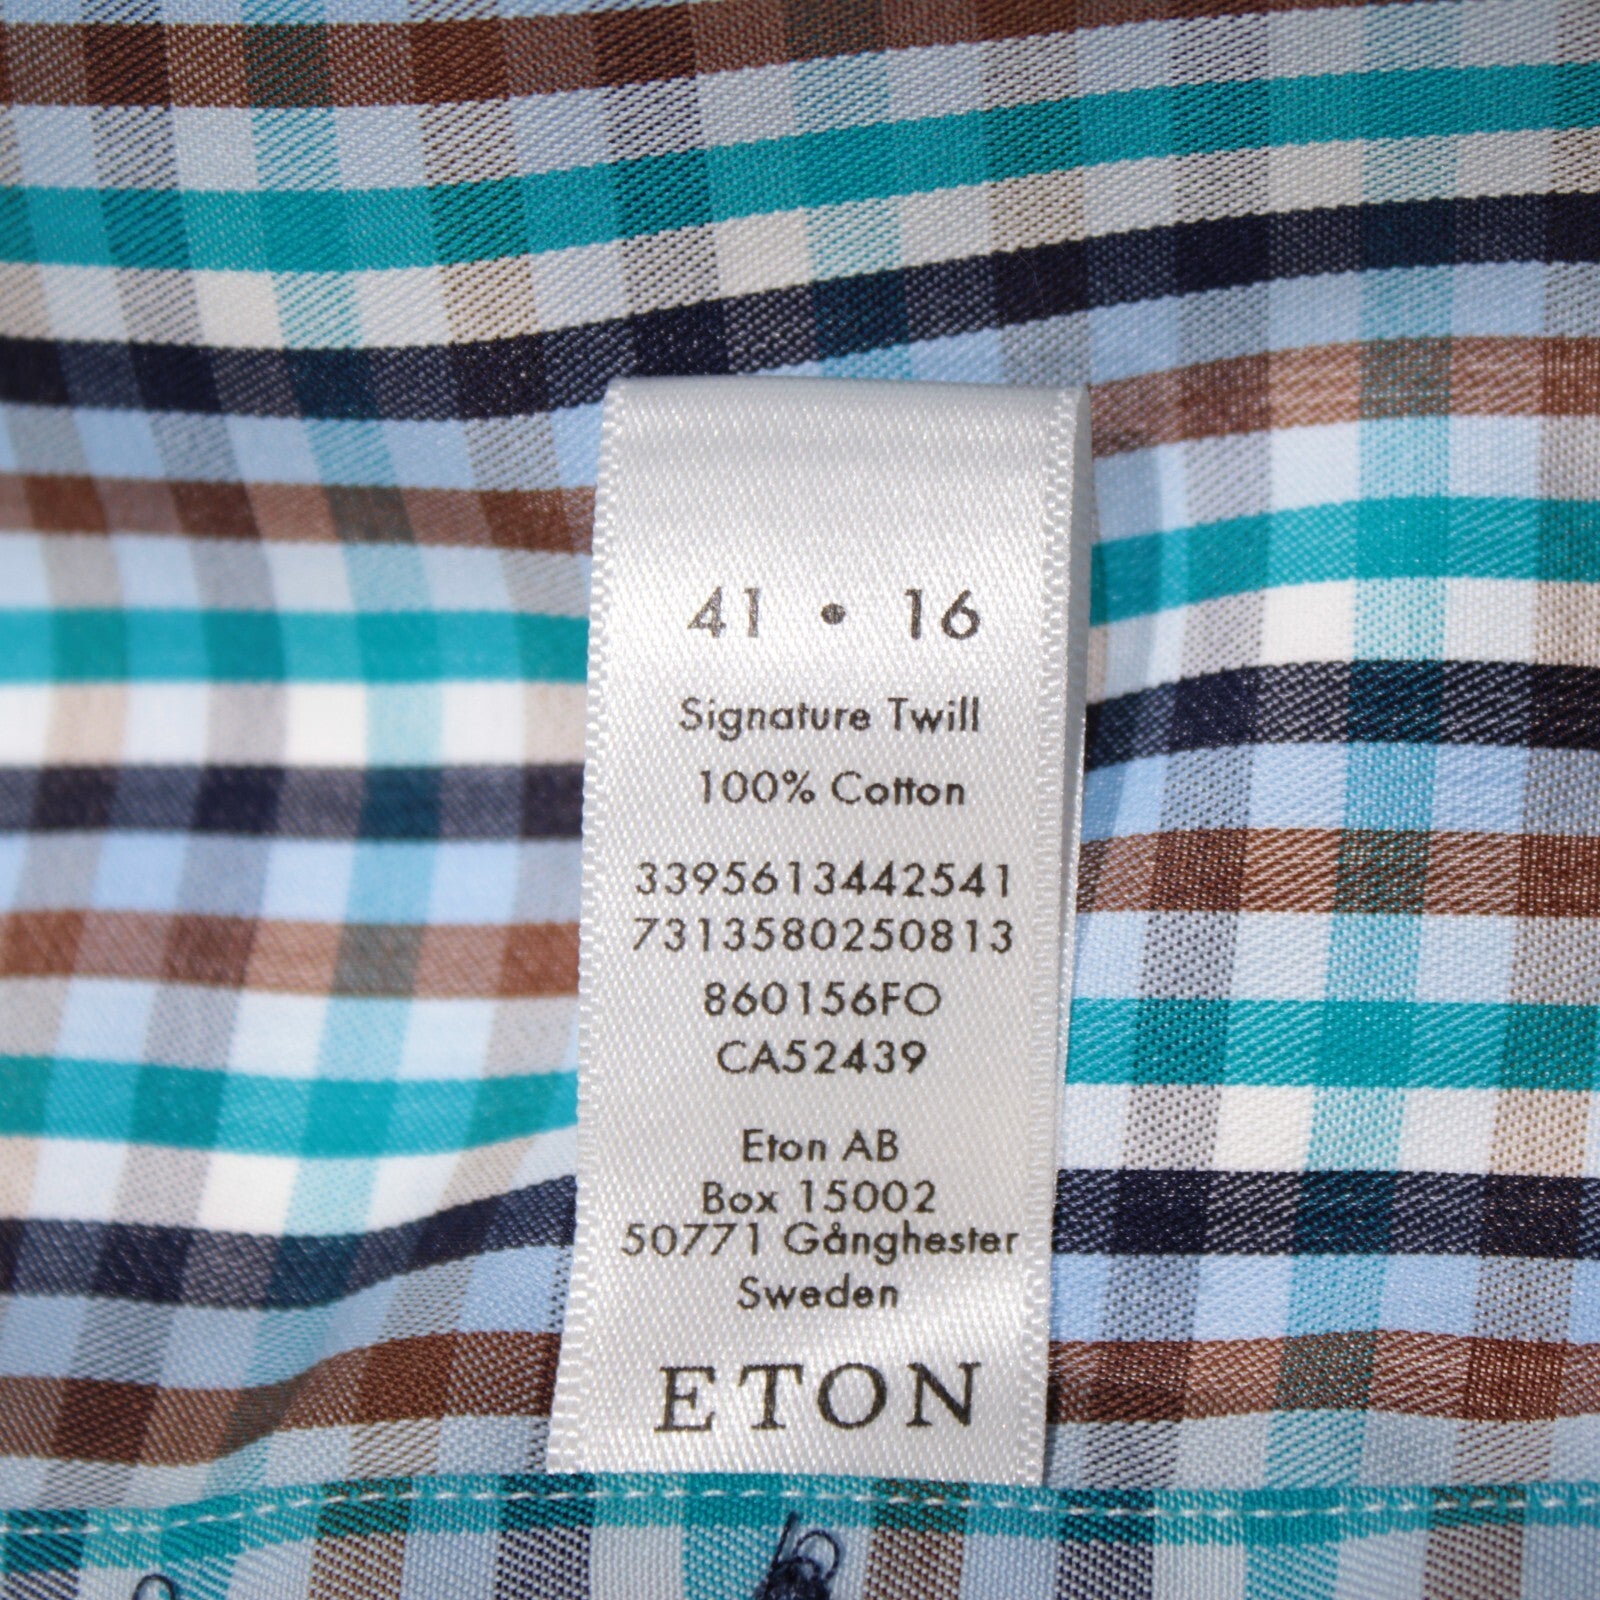 41 • 16
Signature Twill
100% Cotton
3395613442541
7313580250813
860156FO
CA52439
Eton AB
Box 15002
50771 Gånghester
Sweden
ETON